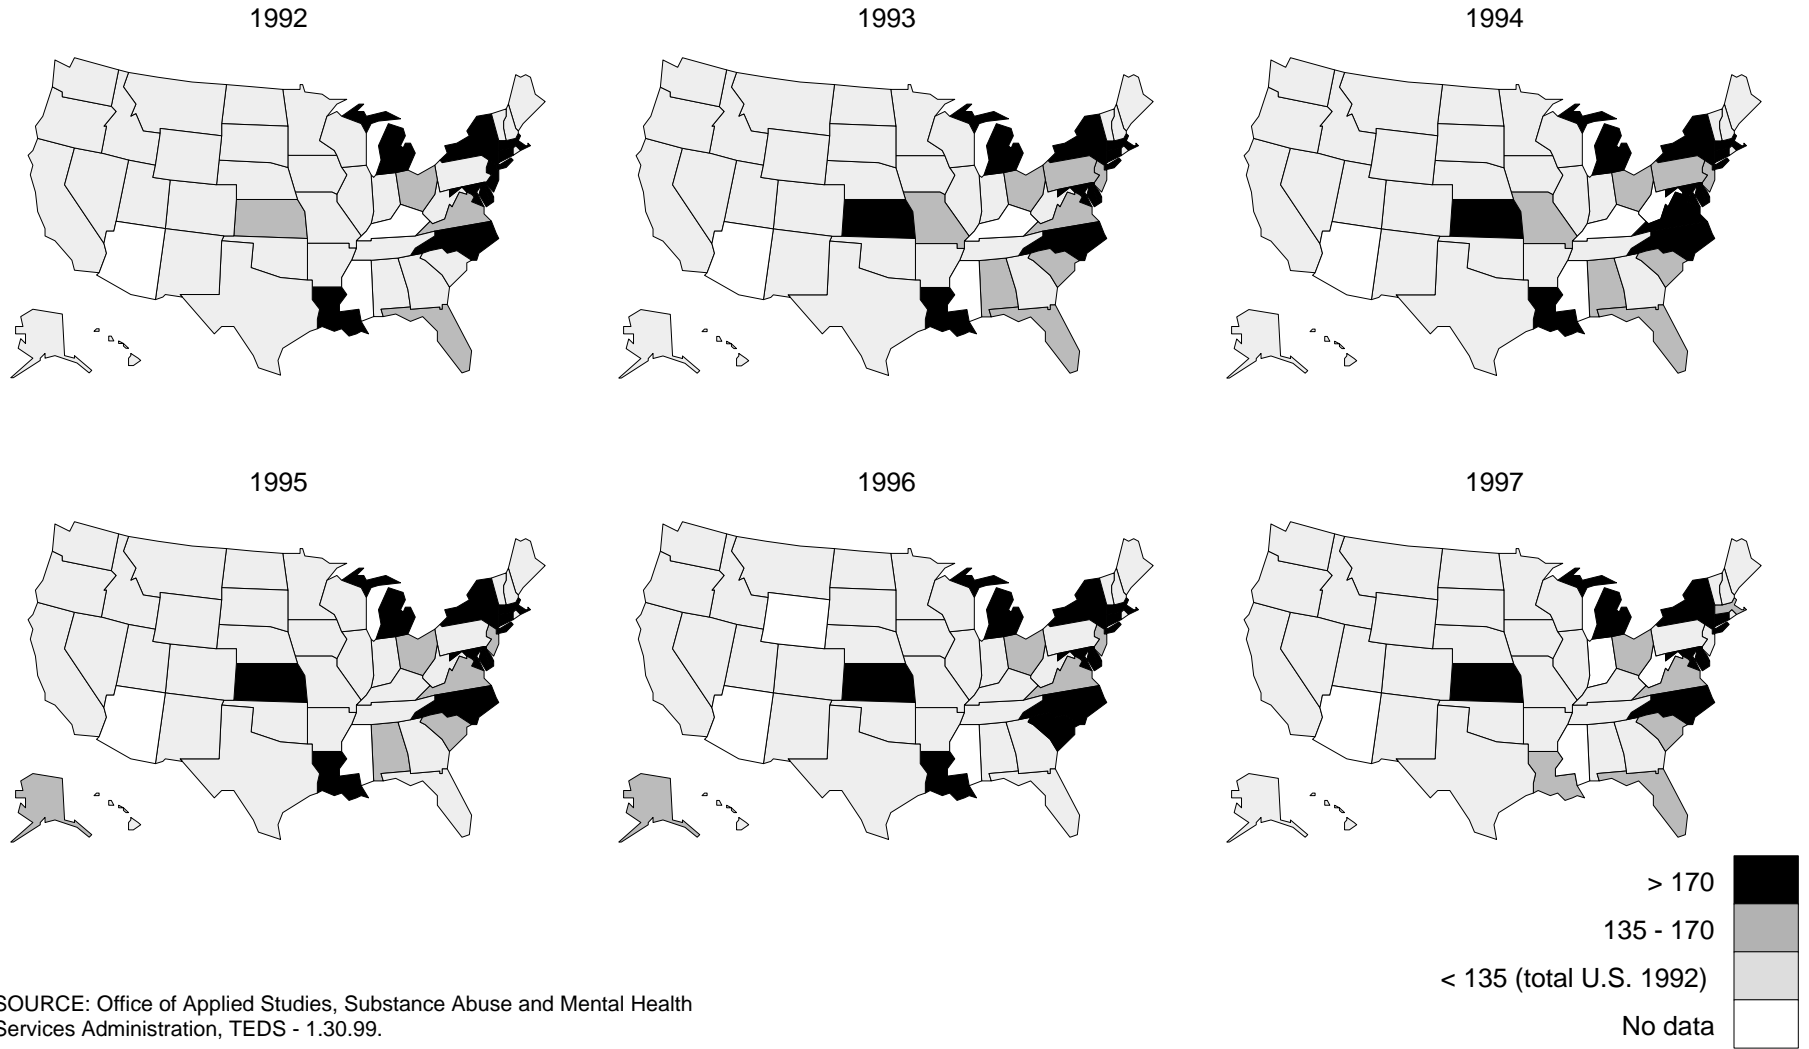 1992
1993
1994
1995
1996
1997
> 170
135 - 170
< 135 (total U.S. 1992)
No data
SOURCE: Office of Applied Studies, Substance Abuse and Mental Health
Services Administration, TEDS - 1.30.99.